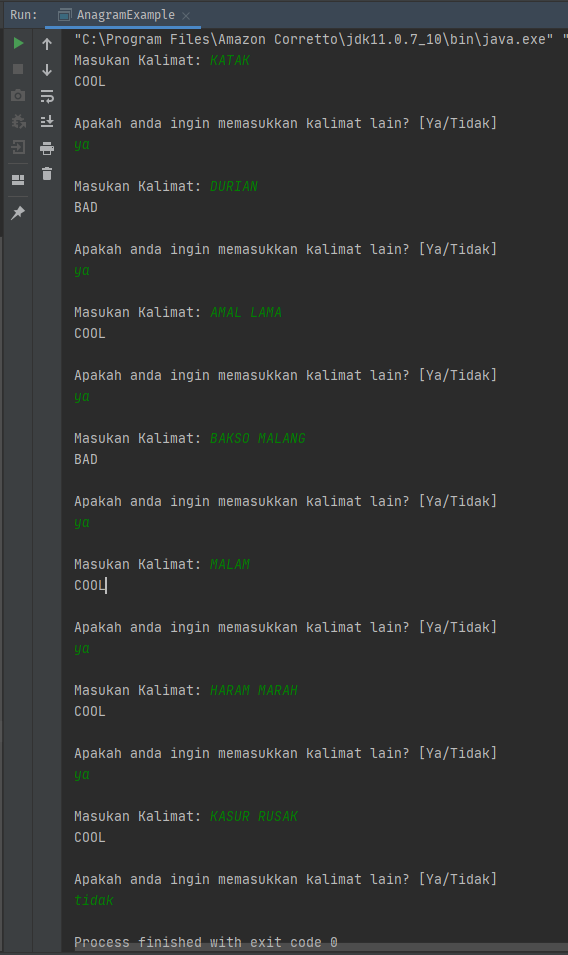 Run: AnagramExample
"C:\Program Files\Amazon Corretto\jdk11.0.7_10\bin\java.exe" "
Masukan Kalimat: KATAK
COOL
Apakah anda ingin memasukkan kalimat lain? [Ya/Tidak]
ya
Masukan Kalimat: DURIAN
BAD
Apakah anda ingin memasukkan kalimat lain? [Ya/Tidak]
ya
Masukan Kalimat: AMAL LAMA
COOL
Apakah anda ingin memasukkan kalimat lain? [Ya/Tidak]
ya
Masukan Kalimat: BAKSO MALANG
BAD
Apakah anda ingin memasukkan kalimat lain? [Ya/Tidak]
ya
Masukan Kalimat: MALAM
COOL
Apakah anda ingin memasukkan kalimat lain? [Ya/Tidak]
ya
Masukan Kalimat: HARAM MARAH
COOL
Apakah anda ingin memasukkan kalimat lain? [Ya/Tidak]
ya
Masukan Kalimat: KASUR RUSAK
COOL
Apakah anda ingin memasukkan kalimat lain? [Ya/Tidak]
tidak
Process finished with exit code 0